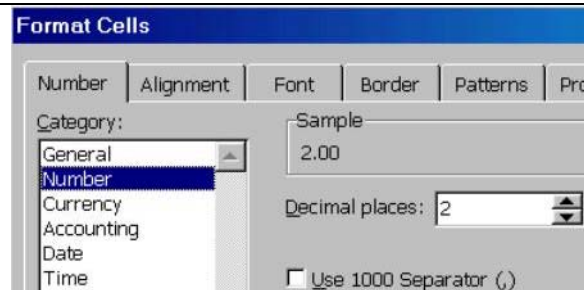 Format Cells
Number Alignment Font Border Patterns Pro
Category:
General
Number
Currency
Accounting
Date
Time
Sample
2.00
Decimal places: 2
Use 1000 Separator (,)